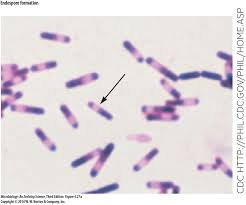 Endospore formation
CDC HTTP://PHIL.CDC.GOV/PHIL/HOME.ASP
Microbiology: An Evolving Science, Third Edition Figure 4.27a
Copyright © 2014 W. W. Norton & Company, Inc.